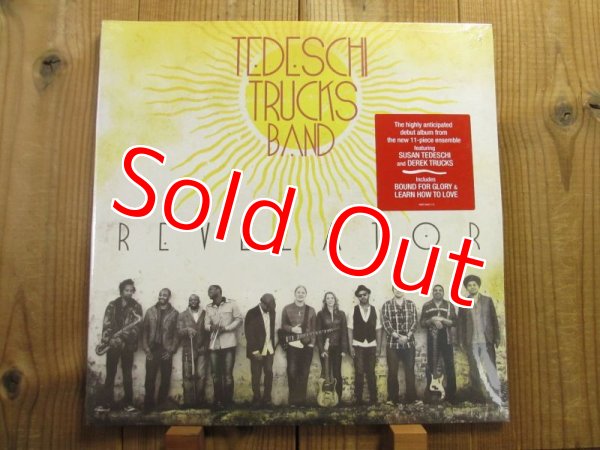 TEDESCHI
TRUCKS
BAND
The highly anticipated
debut album from
the new 11-piece ensemble
featuring
SUSAN TEDESCHI
and DEREK TRUCKS
Includes
BOUND FOR GLORY &
LEARN HOW TO LOVE
Sold Out
REVELATOR